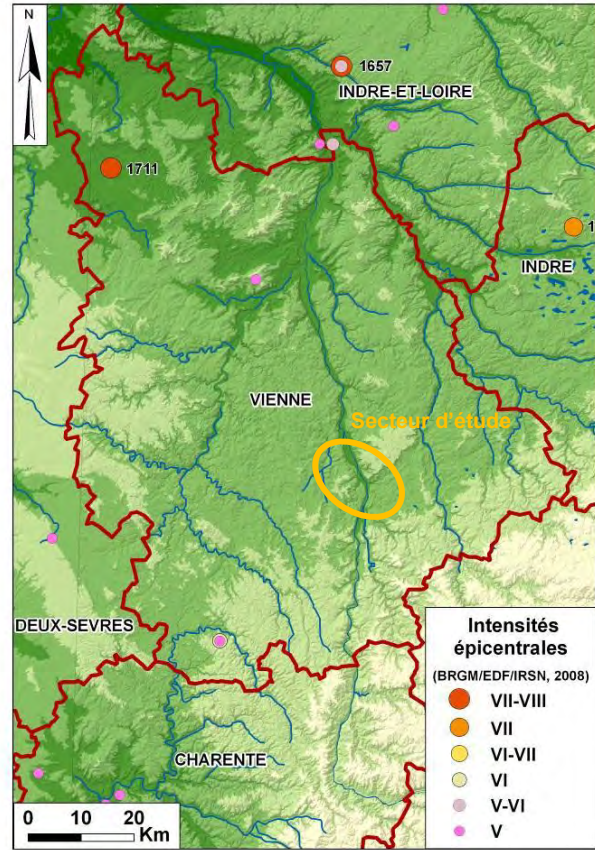 N
1657
INDRE-ET-LOIRE
1711
1
INDRE
VIENNE
Secteur d'étude
DEUX-SEVRES
CHARENTE
Intensités
épicentrales
(BRGM/EDF/IRSN, 2008)
VII-VIII
VII
VI-VII
VI
V-VI
V
0 10 20
Km